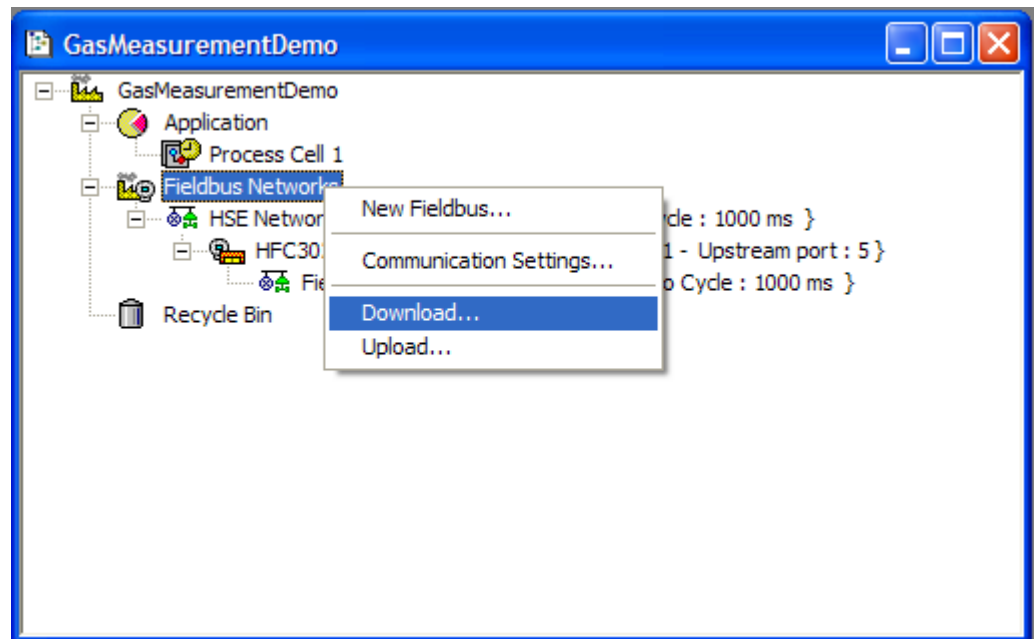 GasMeasurementDemo
GasMeasurementDemo
Application
Process Cell 1
Fieldbus Networks
New Fieldbus...
HSE Networ cle : 1000 ms }
Communication Settings...
HFC30 1 - Upstream port : 5 }
Fie o Cycle : 1000 ms }
Download...
Recycle Bin
Upload...